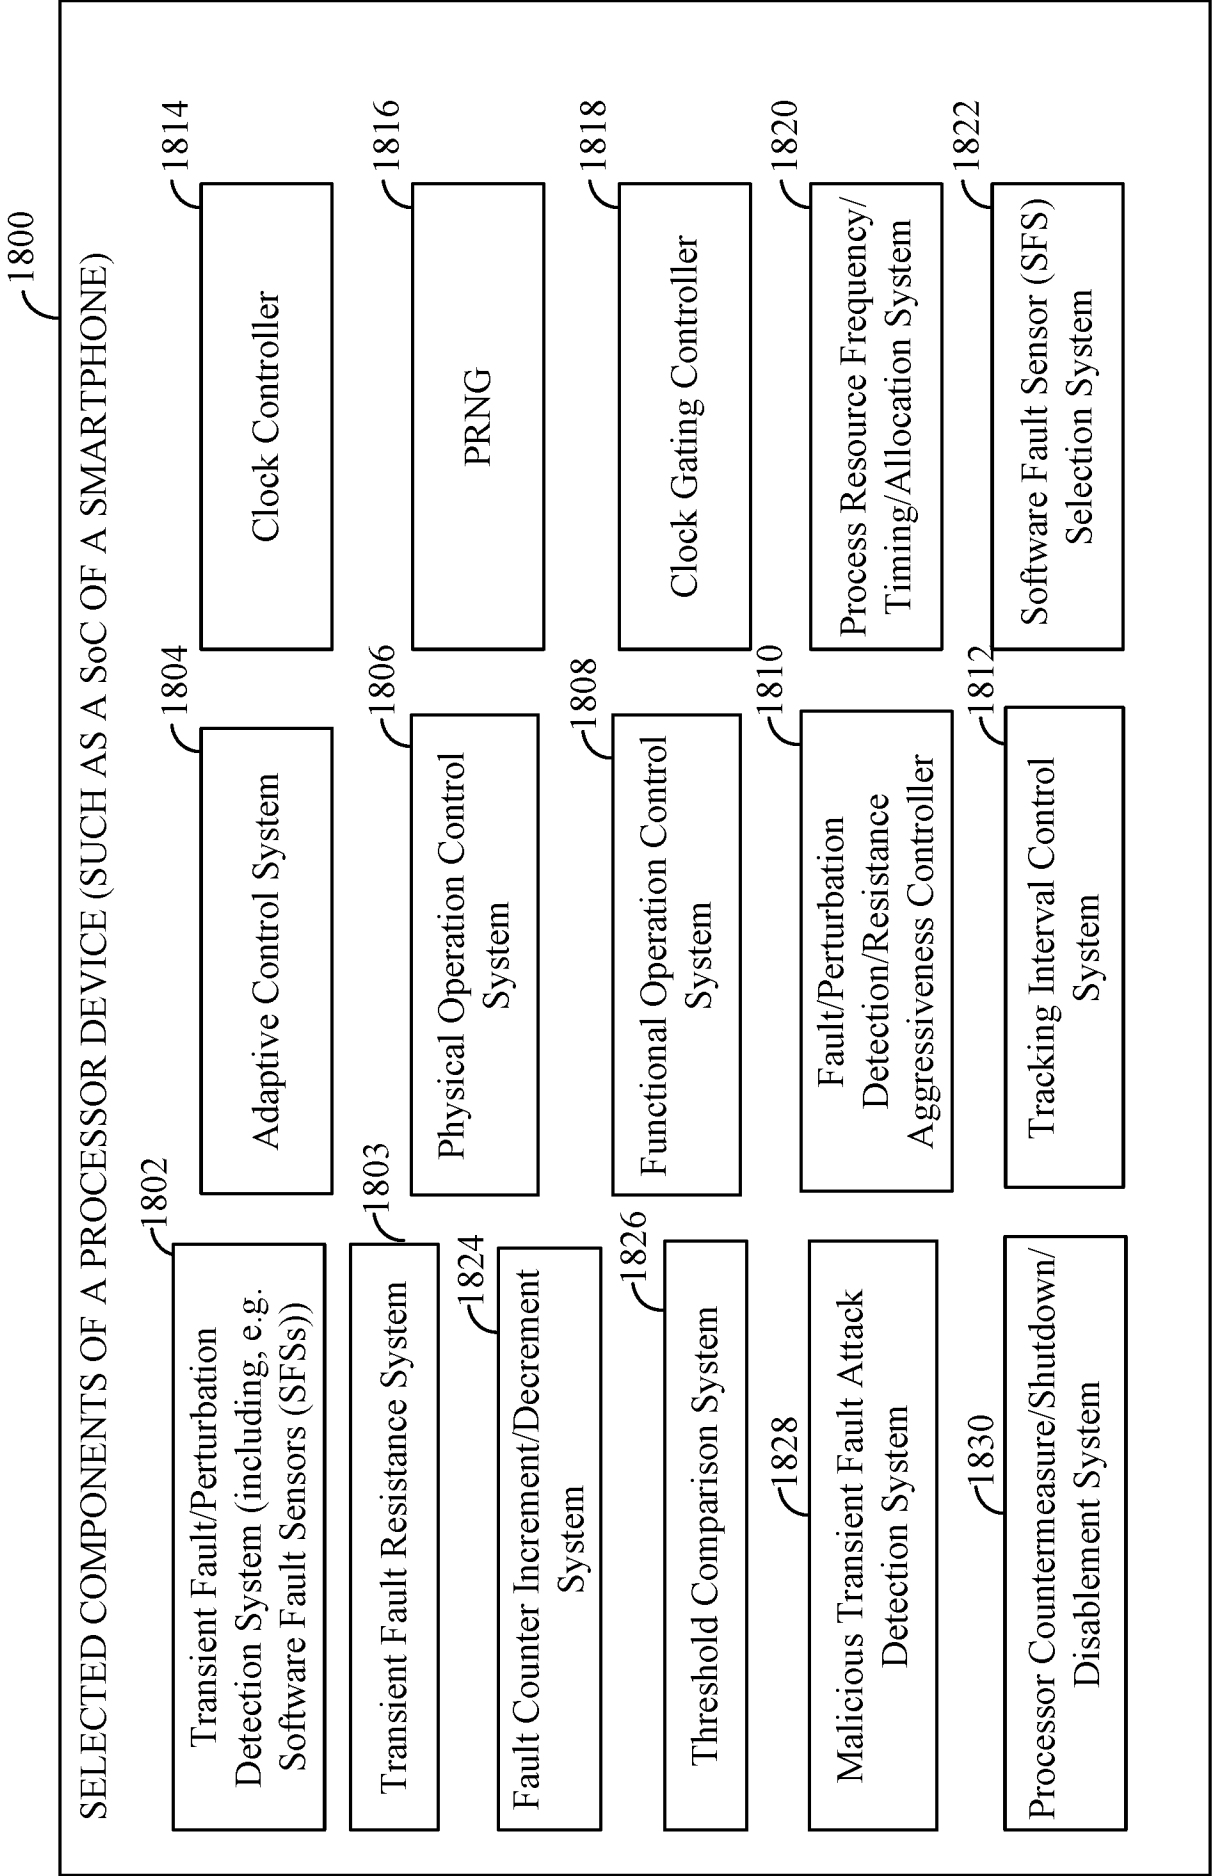 1800
SELECTED COMPONENTS OF A PROCESSOR DEVICE (SUCH AS A SoC OF A SMARTPHONE)
1802
Transient Fault/Perturbation
Detection System (including, e.g.
Software Fault Sensors (SFSs))
1803
Transient Fault Resistance System
1824
Fault Counter Increment/Decrement
System
1826
Threshold Comparison System
1828
Malicious Transient Fault Attack
Detection System
1830
Processor Countermeasure/Shutdown/
Disablement System
1804
Adaptive Control System
1806
Physical Operation Control
System
1808
Functional Operation Control
System
1810
Fault/Perturbation
Detection/Resistance
Aggressiveness Controller
1812
Tracking Interval Control
System
1814
Clock Controller
1816
PRNG
1818
Clock Gating Controller
1820
Process Resource Frequency/
Timing/Allocation System
1822
Software Fault Sensor (SFS)
Selection System